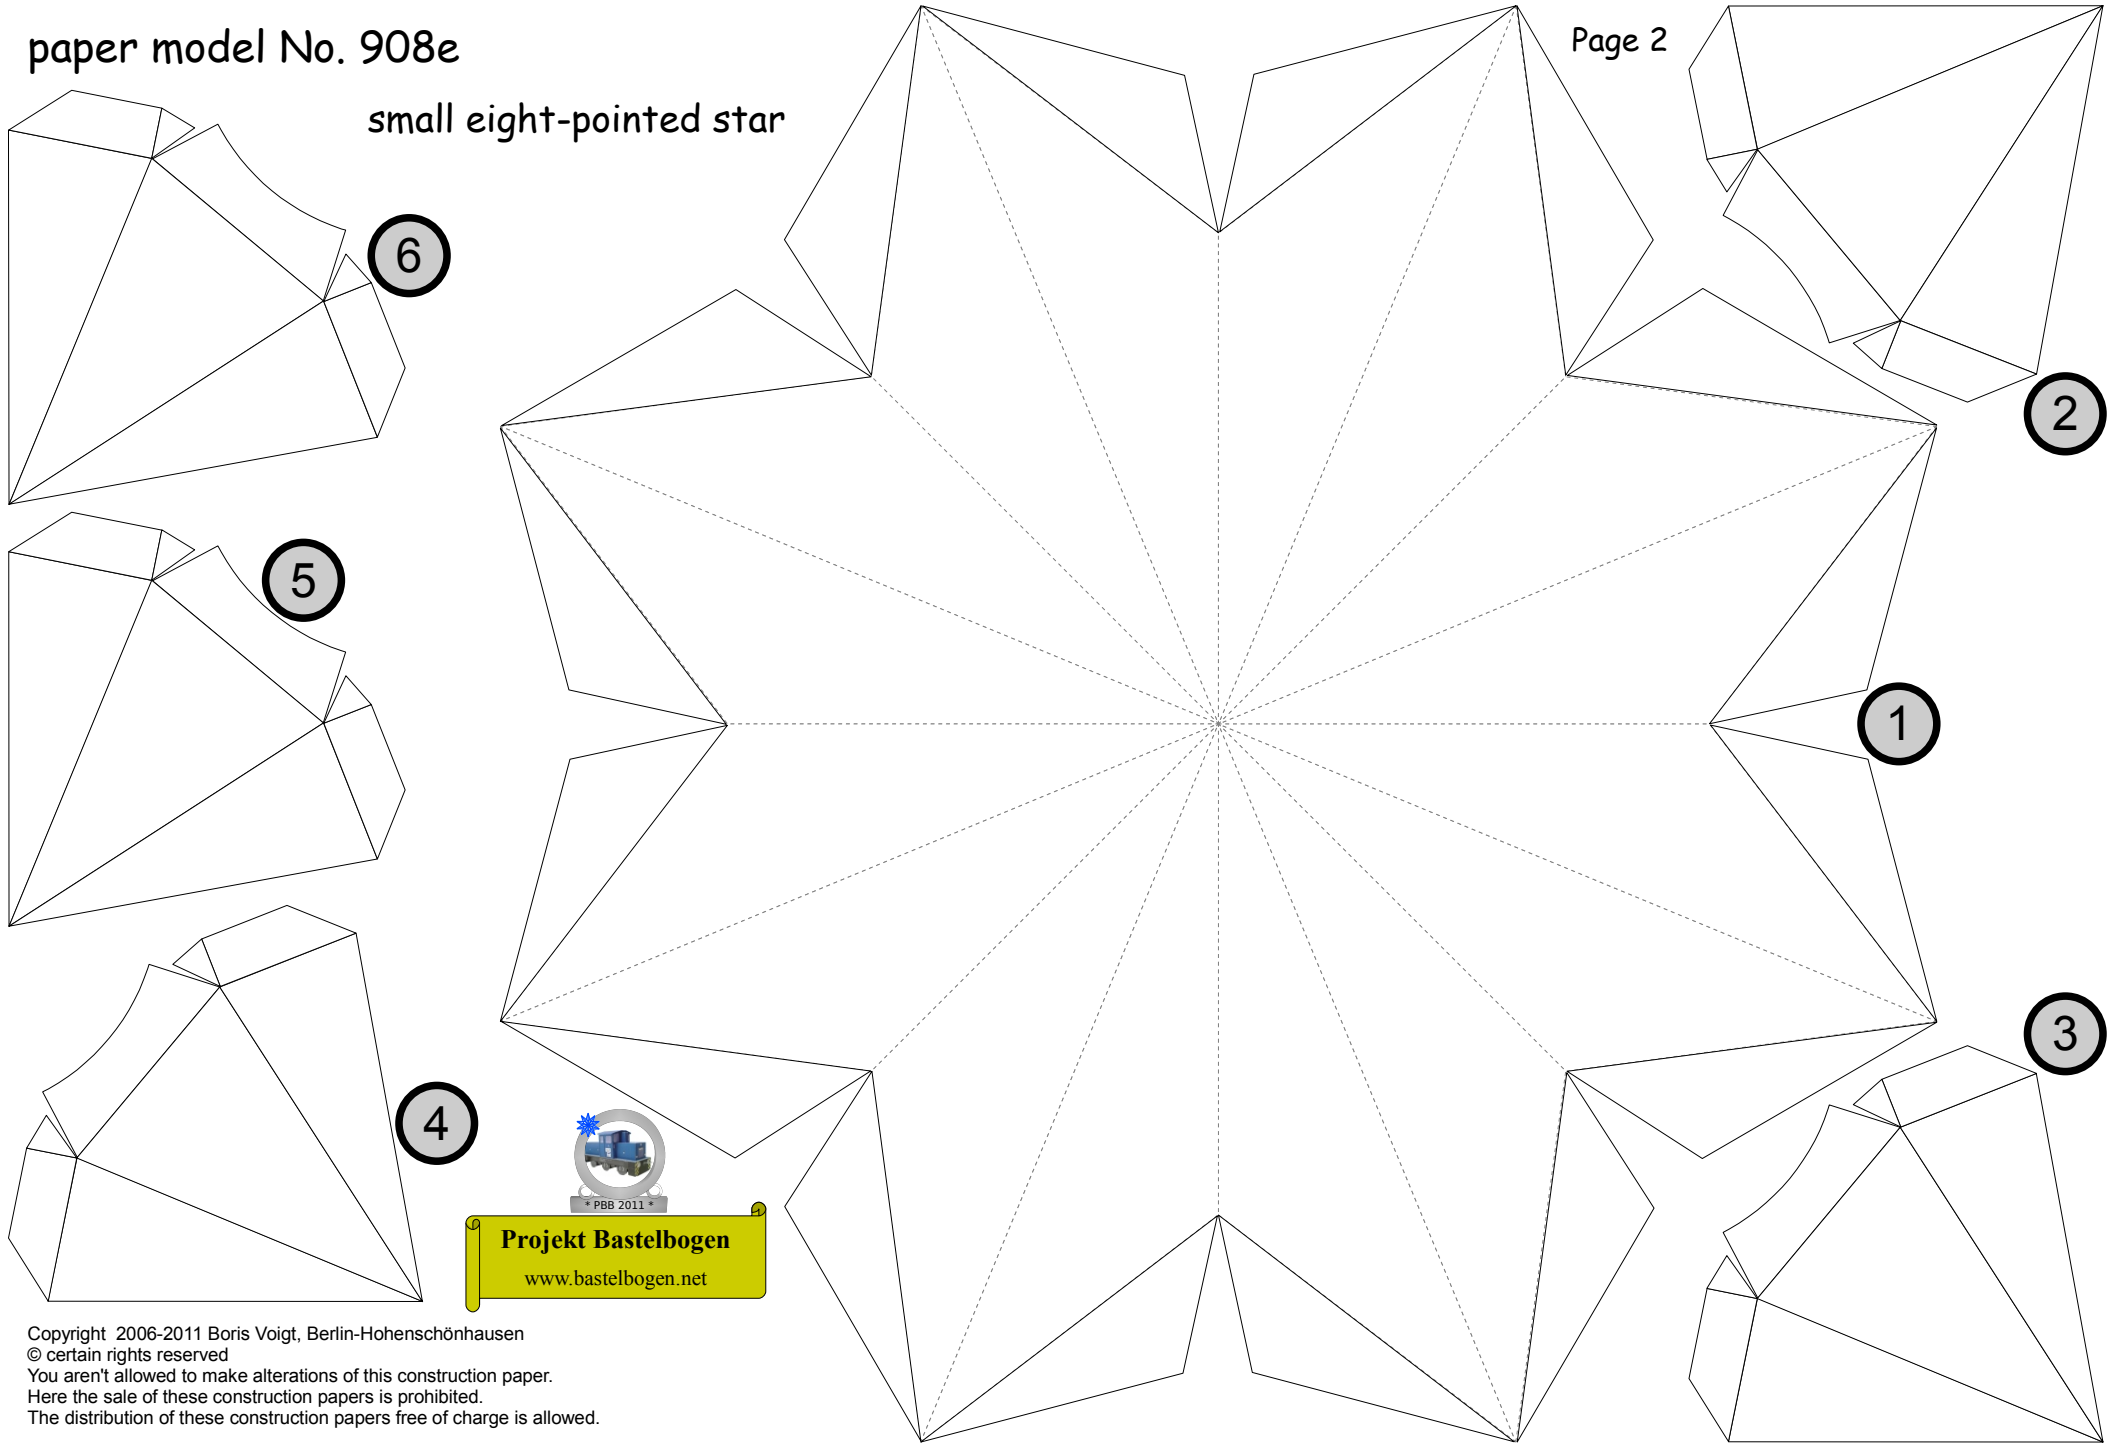 paper model No. 908e
Page 2
small eight-pointed star
6
2
5
1
3
4
* PBB 2011 *
Projekt Bastelbogen
www.bastelbogen.net
Copyright  2006-2011 Boris Voigt, Berlin-Hohenschönhausen
© certain rights reserved
You aren't allowed to make alterations of this construction paper.
Here the sale of these construction papers is prohibited.
The distribution of these construction papers free of charge is allowed.